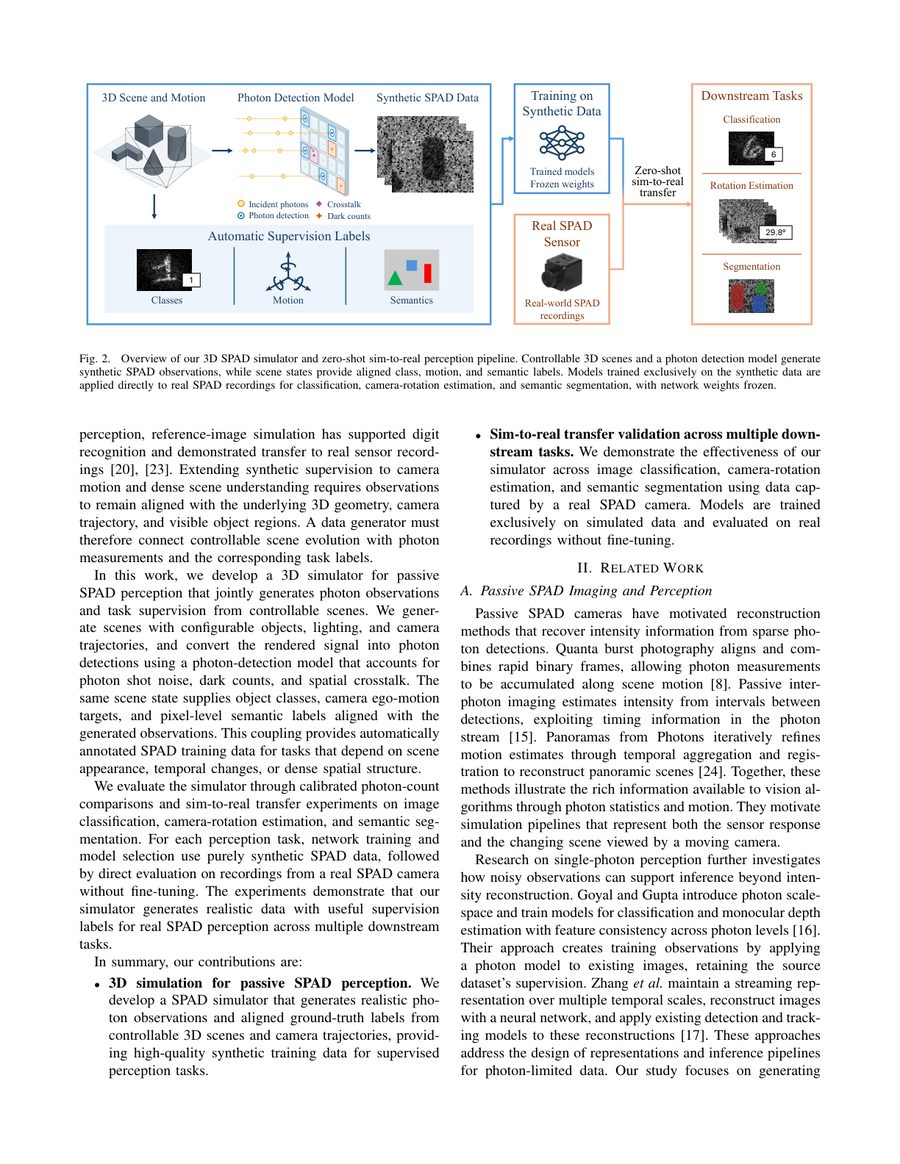 3D Scene and Motion
Photon Detection Model
Synthetic SPAD Data
Incident photons
Crosstalk
Photon detection
Dark counts
Automatic Supervision Labels
1
Classes
Motion
Semantics
Training on
Synthetic Data
Trained models
Frozen weights
Real SPAD
Sensor
Real-world SPAD
recordings
Zero-shot
sim-to-real
transfer
Downstream Tasks
Classification
6
Rotation Estimation
29.8°
Segmentation
Fig. 2. Overview of our 3D SPAD simulator and zero-shot sim-to-real perception pipeline. Controllable 3D scenes and a photon detection model generate
synthetic SPAD observations, while scene states provide aligned class, motion, and semantic labels. Models trained exclusively on the synthetic data are
applied directly to real SPAD recordings for classification, camera-rotation estimation, and semantic segmentation, with network weights frozen.
perception, reference-image simulation has supported digit
recognition and demonstrated transfer to real sensor record-
ings [20], [23]. Extending synthetic supervision to camera
motion and dense scene understanding requires observations
to remain aligned with the underlying 3D geometry, camera
trajectory, and visible object regions. A data generator must
therefore connect controllable scene evolution with photon
measurements and the corresponding task labels.
In this work, we develop a 3D simulator for passive
SPAD perception that jointly generates photon observations
and task supervision from controllable scenes. We gener-
ate scenes with configurable objects, lighting, and camera
trajectories, and convert the rendered signal into photon
detections using a photon-detection model that accounts for
photon shot noise, dark counts, and spatial crosstalk. The
same scene state supplies object classes, camera ego-motion
targets, and pixel-level semantic labels aligned with the
generated observations. This coupling provides automatically
annotated SPAD training data for tasks that depend on scene
appearance, temporal changes, or dense spatial structure.
We evaluate the simulator through calibrated photon-count
comparisons and sim-to-real transfer experiments on image
classification, camera-rotation estimation, and semantic seg-
mentation. For each perception task, network training and
model selection use purely synthetic SPAD data, followed
by direct evaluation on recordings from a real SPAD camera
without fine-tuning. The experiments demonstrate that our
simulator generates realistic data with useful supervision
labels for real SPAD perception across multiple downstream
tasks.
In summary, our contributions are:
• 3D simulation for passive SPAD perception. We
develop a SPAD simulator that generates realistic pho-
ton observations and aligned ground-truth labels from
controllable 3D scenes and camera trajectories, provid-
ing high-quality synthetic training data for supervised
perception tasks.
• Sim-to-real transfer validation across multiple down-
stream tasks. We demonstrate the effectiveness of our
simulator across image classification, camera-rotation
estimation, and semantic segmentation using data cap-
tured by a real SPAD camera. Models are trained
exclusively on simulated data and evaluated on real
recordings without fine-tuning.
II. RELATED WORK
A. Passive SPAD Imaging and Perception
Passive SPAD cameras have motivated reconstruction
methods that recover intensity information from sparse pho-
ton detections. Quanta burst photography aligns and com-
bines rapid binary frames, allowing photon measurements
to be accumulated along scene motion [8]. Passive inter-
photon imaging estimates intensity from intervals between
detections, exploiting timing information in the photon
stream [15]. Panoramas from Photons iteratively refines
motion estimates through temporal aggregation and regis-
tration to reconstruct panoramic scenes [24]. Together, these
methods illustrate the rich information available to vision al-
gorithms through photon statistics and motion. They motivate
simulation pipelines that represent both the sensor response
and the changing scene viewed by a moving camera.
Research on single-photon perception further investigates
how noisy observations can support inference beyond inten-
sity reconstruction. Goyal and Gupta introduce photon scale-
space and train models for classification and monocular depth
estimation with feature consistency across photon levels [16].
Their approach creates training observations by applying
a photon model to existing images, retaining the source
dataset's supervision. Zhang et al. maintain a streaming rep-
resentation over multiple temporal scales, reconstruct images
with a neural network, and apply existing detection and track-
ing models to these reconstructions [17]. These approaches
address the design of representations and inference pipelines
for photon-limited data. Our study focuses on generating